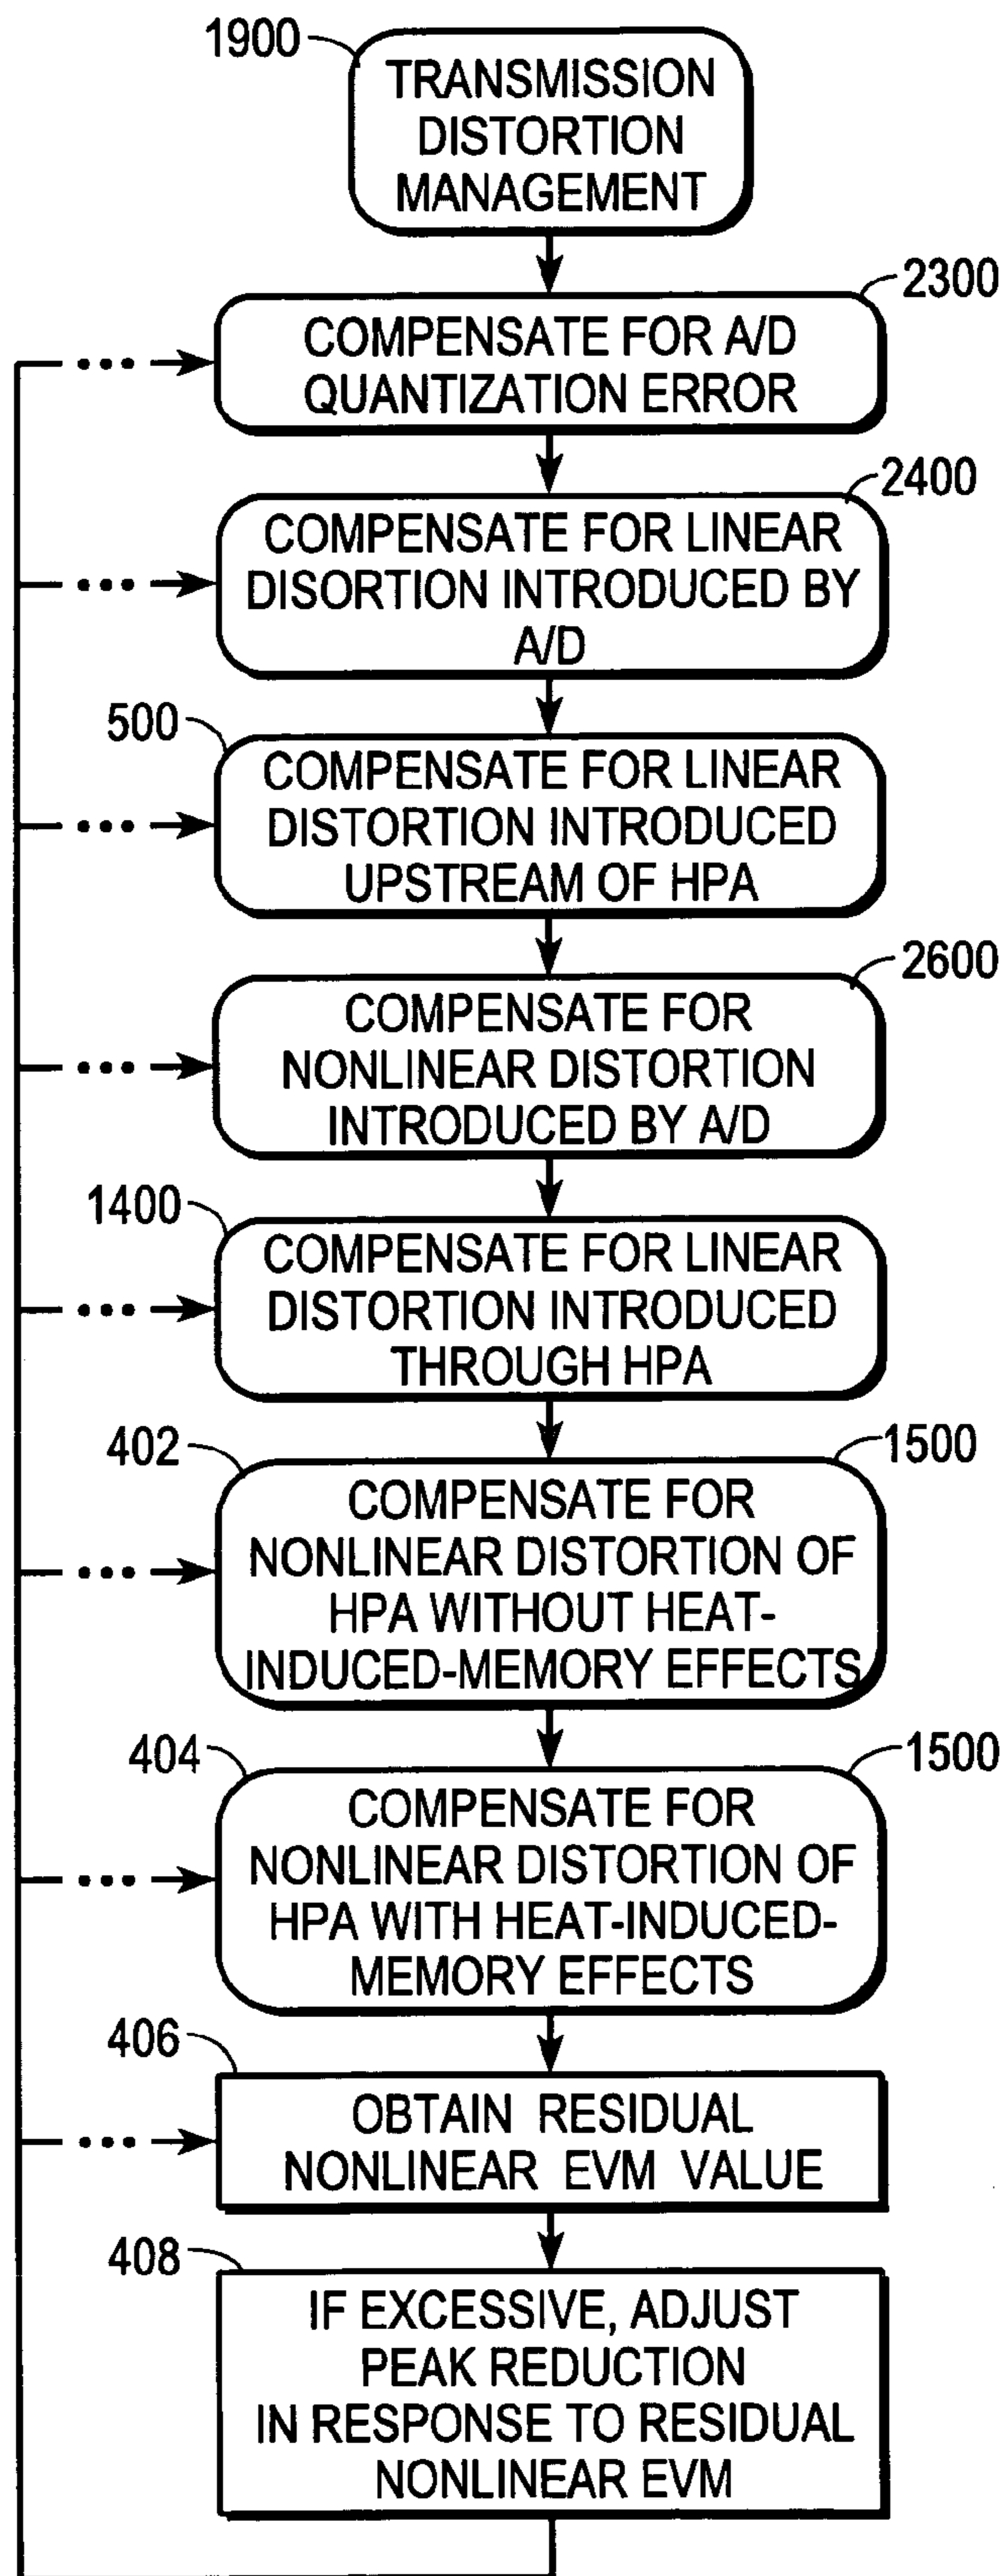 1900
TRANSMISSION
DISTORTION
MANAGEMENT
2300
COMPENSATE FOR A/D
QUANTIZATION ERROR
2400
COMPENSATE FOR LINEAR
DISORTION INTRODUCED BY
A/D
500
COMPENSATE FOR LINEAR
DISTORTION INTRODUCED
UPSTREAM OF HPA
2600
COMPENSATE FOR
NONLINEAR DISTORTION
INTRODUCED BY A/D
1400
COMPENSATE FOR LINEAR
DISTORTION INTRODUCED
THROUGH HPA
402
1500
COMPENSATE FOR
NONLINEAR DISTORTION OF
HPA WITHOUT HEAT-
INDUCED-MEMORY EFFECTS
404
1500
COMPENSATE FOR
NONLINEAR DISTORTION OF
HPA WITH HEAT-INDUCED-
MEMORY EFFECTS
406
OBTAIN RESIDUAL
NONLINEAR EVM VALUE
408
IF EXCESSIVE, ADJUST
PEAK REDUCTION
IN RESPONSE TO RESIDUAL
NONLINEAR EVM